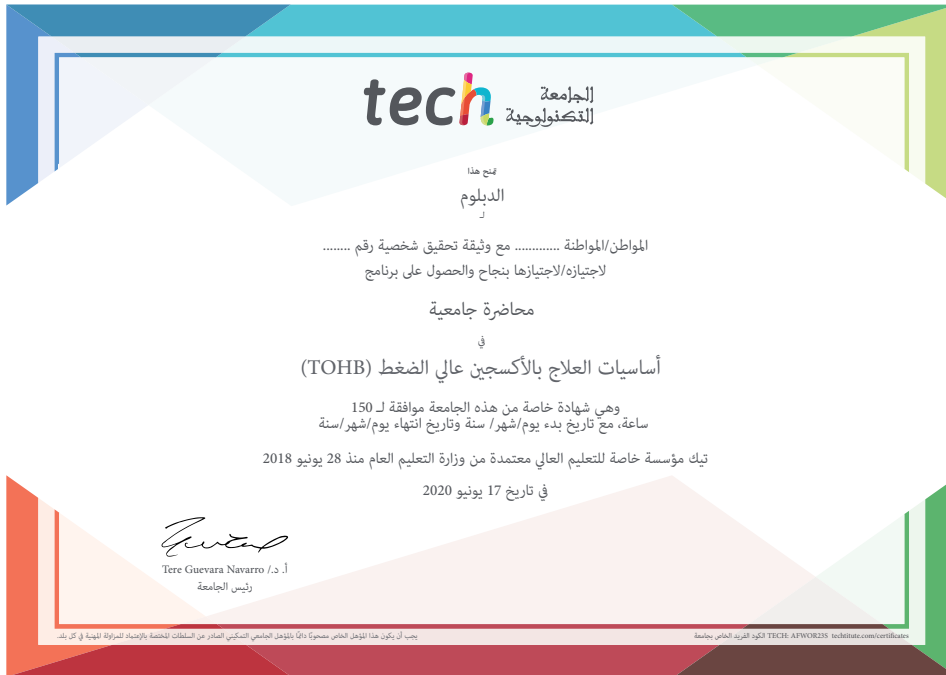 tech الجامعة
التكنولوجية
يمنح هذا
الدبلوم
لـ
المواطن/المواطنة ............ مع وثيقة تحقيق شخصية رقم ........
لاجتيازه/لاجتيازها بنجاح والحصول على برنامج
محاضرة جامعية
في
أساسيات العلاج بالأكسجين عالي الضغط (TOHB)
وهي شهادة خاصة من هذه الجامعة موافقة لـ 150
ساعة، مع تاريخ بدء يوم/شهر/ سنة وتاريخ انتهاء يوم/شهر/سنة
تيك مؤسسة خاصة للتعليم العالي معتمدة من وزارة التعليم العام منذ 28 يونيو 2018
في تاريخ 17 يونيو 2020
أ. د./ Tere Guevara Navarro
رئيس الجامعة
يجب أن يكون هذا المؤهل الخاص مصحوبًا دائمًا بالمؤهل الجامعي التمكيني الصادر عن السلطات المختصة بالإعتماد للمزاولة المهنية في كل بلد.
الكود الفريد الخاص بجامعة TECH: AFWOR23S techtitute.com/certificates